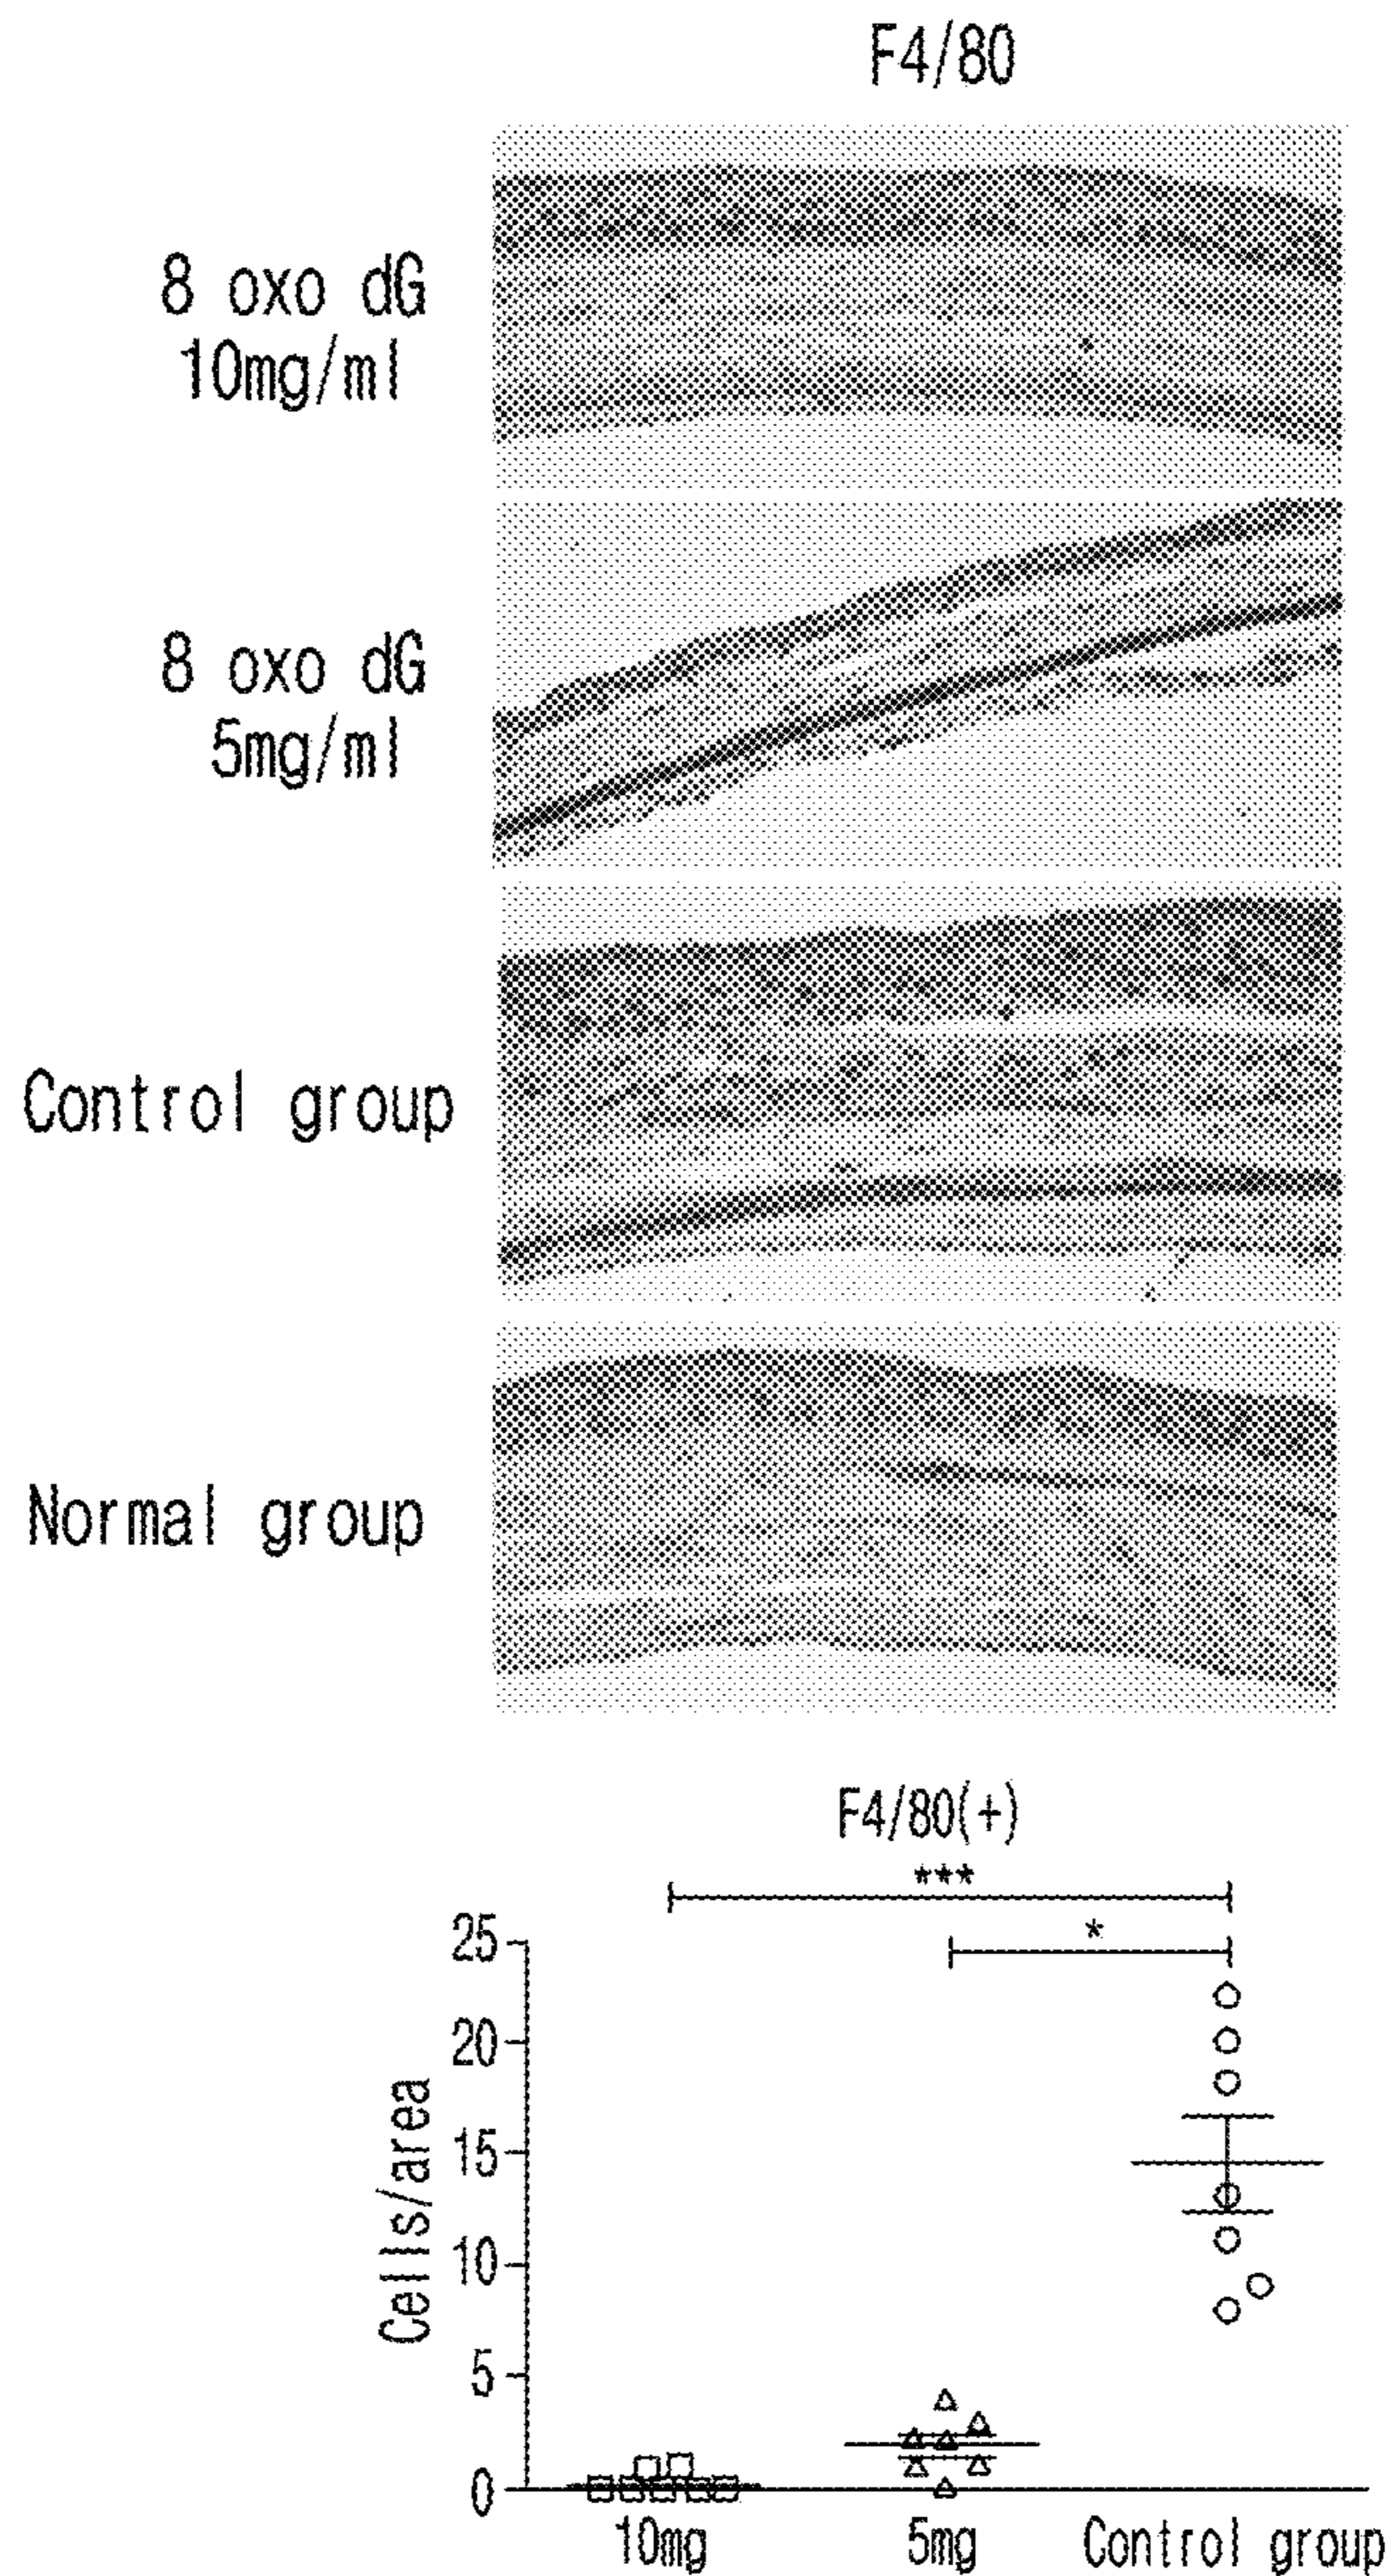 F4/80
8 oxo dG
10mg/ml
8 oxo dG
5mg/ml
Control group
Normal group
F4/80(+)
***
*
25
20
15
10
5
0
Cells/area
10mg
5mg
Control group